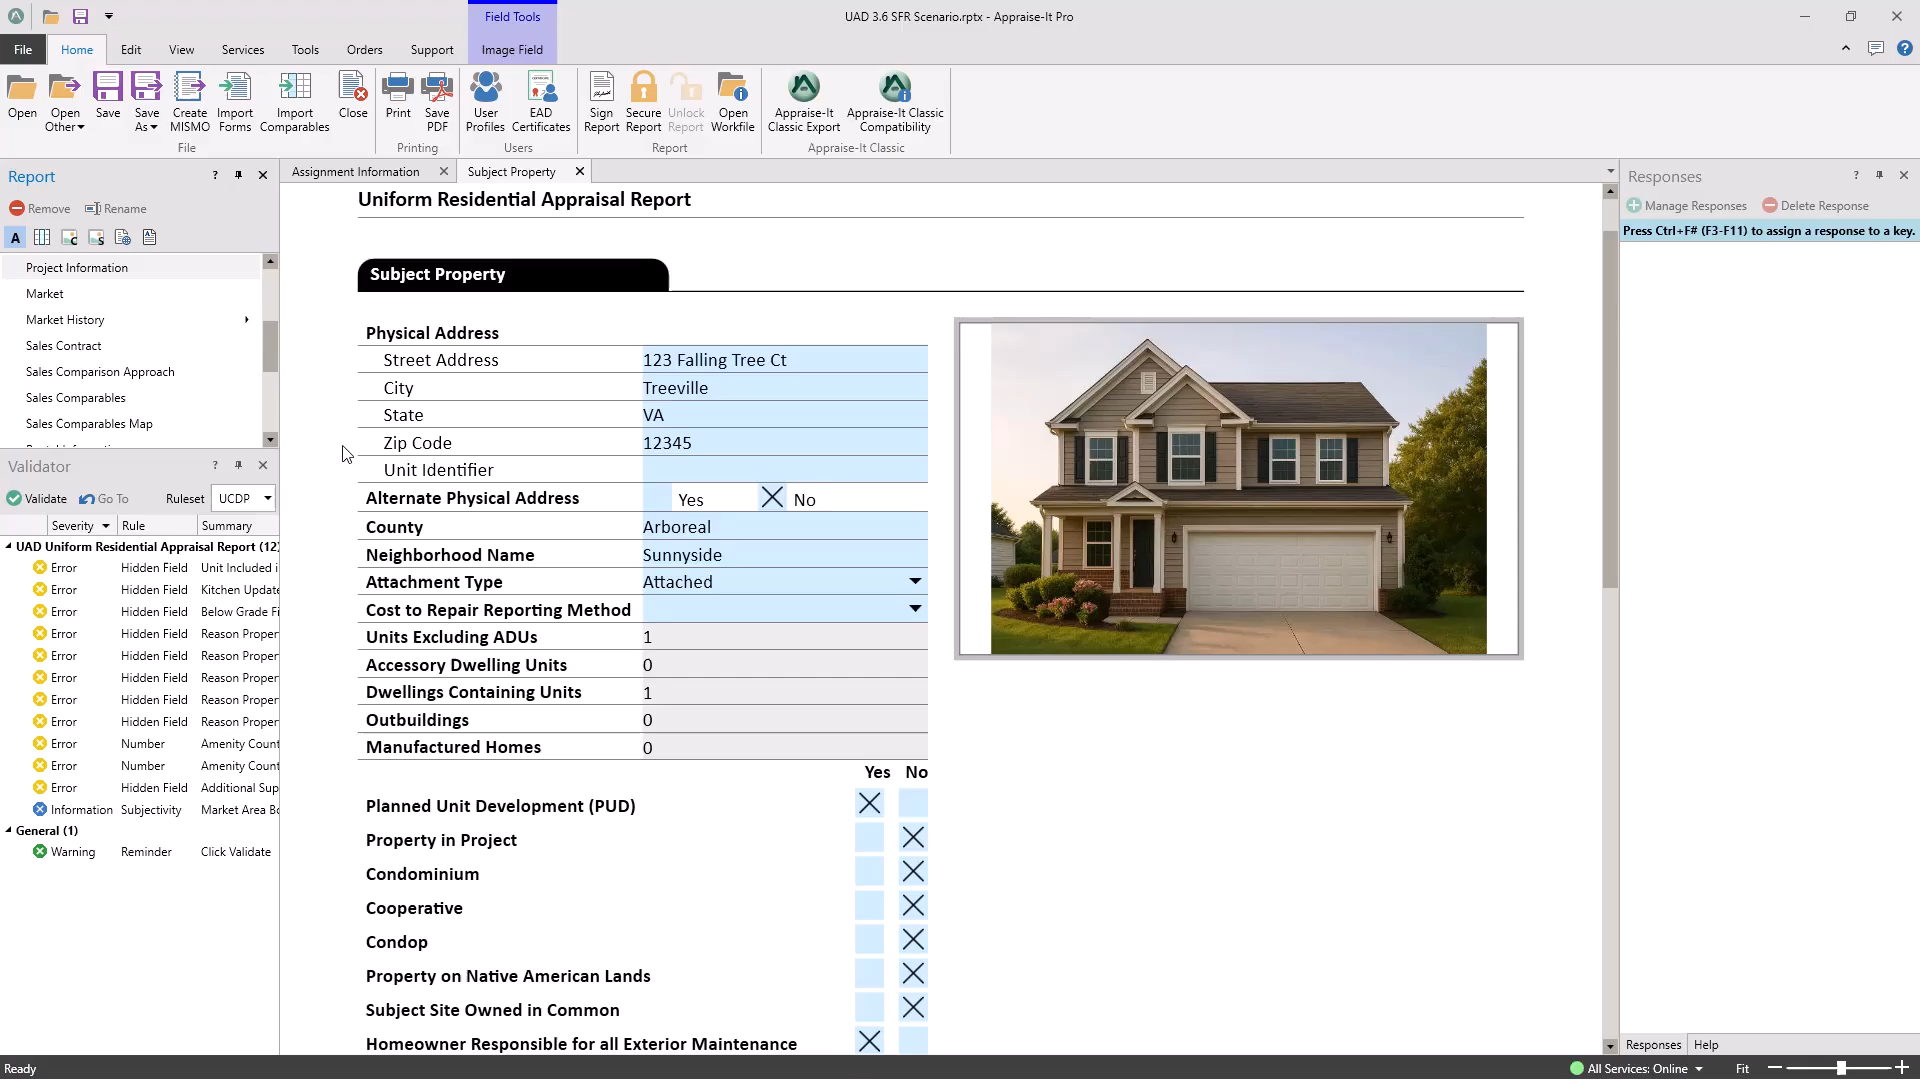 UAD 3.6 SFR Scenario.rptx - Appraise-It Pro
Field Tools
File Home Edit View Services Tools Orders Support Image Field
Open
Open Other
Save
Save As
Create MISMO
Import Forms
Import Comparables
Close
File
Print
Save PDF
Printing
User Profiles
EAD Certificates
Users
Sign Report
Secure Report
Unlock Report
Open Workfile
Report
Appraise-It Classic Export
Appraise-It Classic Compatibility
Appraise-It Classic
Report
Remove Rename
Project Information
Market
Market History
Sales Contract
Sales Comparison Approach
Sales Comparables
Sales Comparables Map
Validator
Validate Go To Ruleset UCDP
Severity Rule Summary
UAD Uniform Residential Appraisal Report (12)
Error Hidden Field Unit Included i
Error Hidden Field Kitchen Update
Error Hidden Field Below Grade Fi
Error Hidden Field Reason Proper
Error Hidden Field Reason Proper
Error Hidden Field Reason Proper
Error Hidden Field Reason Proper
Error Hidden Field Reason Proper
Error Number Amenity Count
Error Number Amenity Count
Error Hidden Field Additional Sup
Information Subjectivity Market Area Bo
General (1)
Warning Reminder Click Validate
Assignment Information Subject Property
Uniform Residential Appraisal Report
Subject Property
Physical Address
Street Address 123 Falling Tree Ct
City Treeville
State VA
Zip Code 12345
Unit Identifier
Alternate Physical Address Yes No
County Arboreal
Neighborhood Name Sunnyside
Attachment Type Attached
Cost to Repair Reporting Method
Units Excluding ADUs 1
Accessory Dwelling Units 0
Dwellings Containing Units 1
Outbuildings 0
Manufactured Homes 0
Yes No
Planned Unit Development (PUD)
Property in Project
Condominium
Cooperative
Condop
Property on Native American Lands
Subject Site Owned in Common
Homeowner Responsible for all Exterior Maintenance
Responses
Manage Responses Delete Response
Press Ctrl+F# (F3-F11) to assign a response to a key.
Responses Help
Ready
All Services: Online Fit